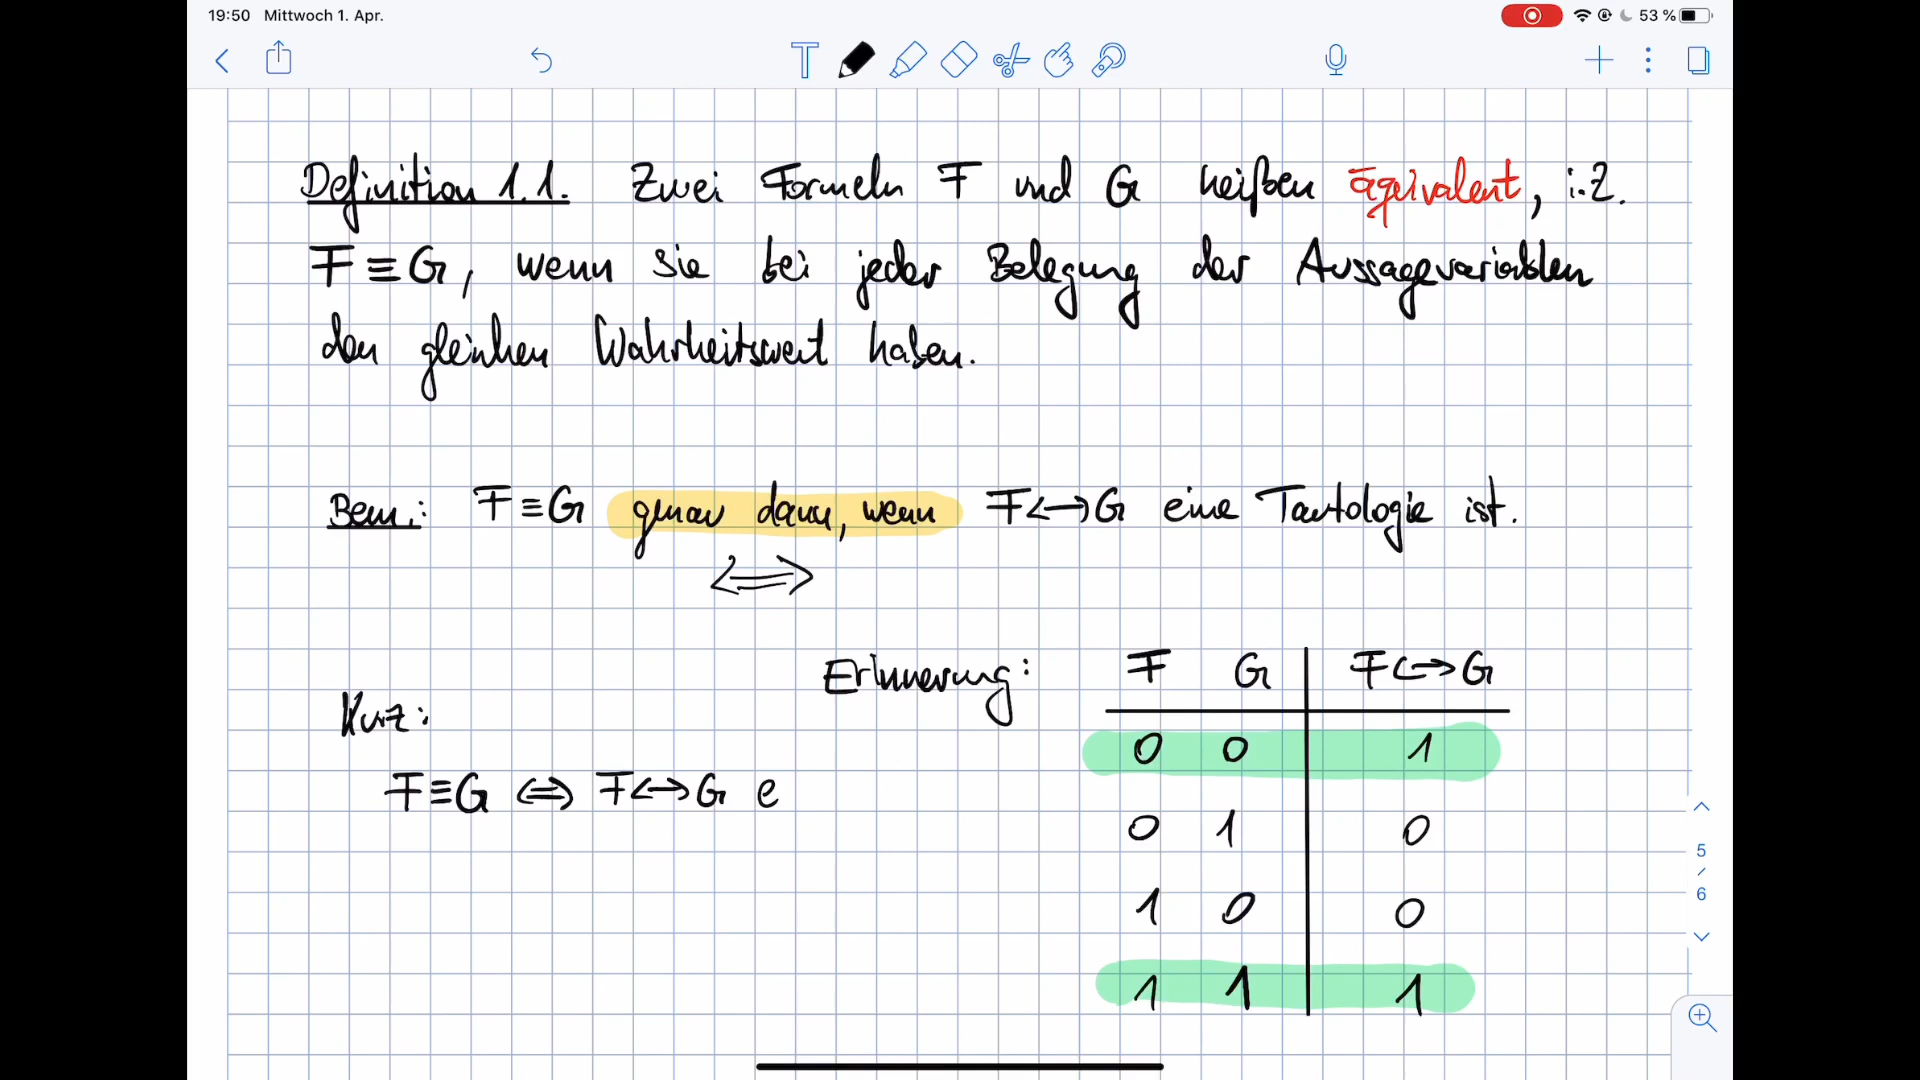 19:50 Mittwoch 1. Apr. 53 %
T
Definition 1.1. Zwei Formeln F und G heißen äquivalent, i.Z.
F ≡ G, wenn sie bei jeder Belegung der Aussagevariablen
den gleichen Wahrheitswert haben.
Bem.: F ≡ G genau dann, wenn F ↔ G eine Tautologie ist.
⇔
Erinnerung: F G F ↔ G
Kurz:
0 0 1
F ≡ G ⇔ F ↔ G e
0 1 0
5
6
1 0 0
1 1 1